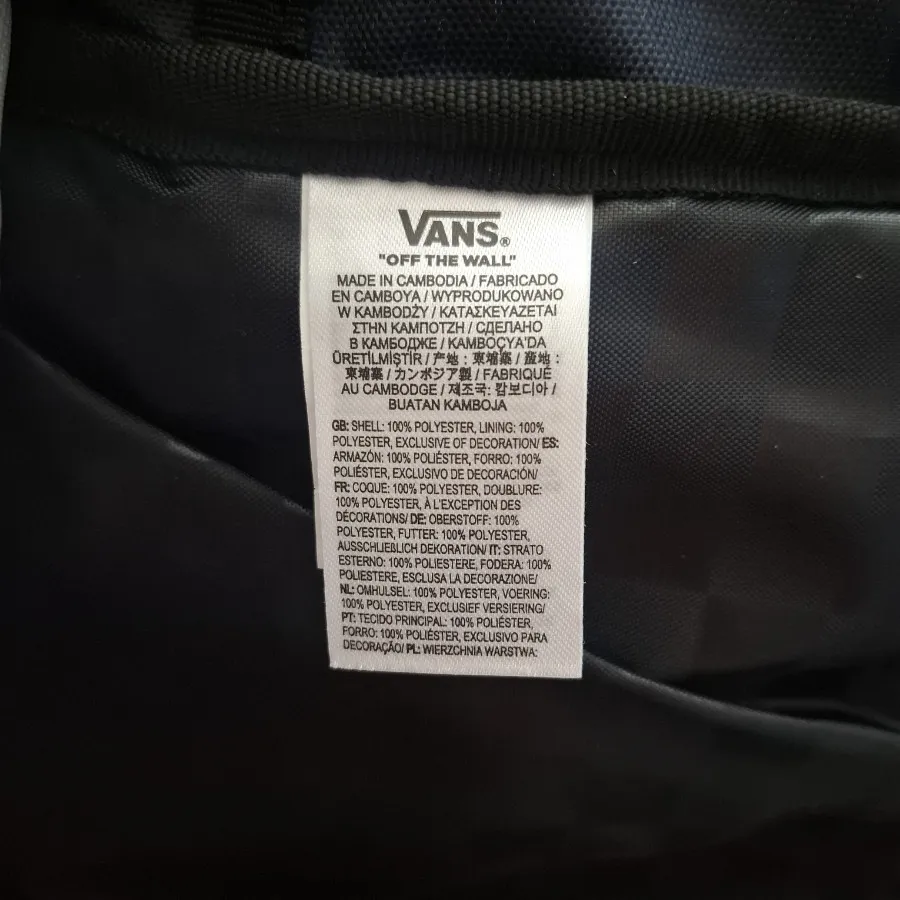 VANS®
"OFF THE WALL"
MADE IN CAMBODIA / FABRICADO
EN CAMBOYA / WYPRODUKOWANO
W KAMBODŻY / ΚΑΤΑΣΚΕΥΑΖΕΤΑΙ
ΣΤΗΝ ΚΑΜΠΟΤΖΗ / СДЕЛАНО
В КАМБОДЖЕ / KAMBOÇYA'DA
ÜRETİLMİŞTİR / 产地 : 柬埔寨 / 產地 :
柬埔寨 / カンボジア製 / FABRIQUÉ
AU CAMBODGE / 제조국: 캄보디아 /
BUATAN KAMBOJA
GB: SHELL: 100% POLYESTER, LINING: 100%
POLYESTER, EXCLUSIVE OF DECORATION/ ES:
ARMAZÓN: 100% POLIÉSTER, FORRO: 100%
POLIÉSTER, EXCLUSIVO DE DECORACIÓN/
FR: COQUE: 100% POLYESTER, DOUBLURE:
100% POLYESTER, À L'EXCEPTION DES
DÉCORATIONS/ DE: OBERSTOFF: 100%
POLYESTER, FUTTER: 100% POLYESTER,
AUSSCHLIEßLICH DEKORATION/ IT: STRATO
ESTERNO: 100% POLIESTERE, FODERA: 100%
POLIESTERE, ESCLUSA LA DECORAZIONE/
NL: OMHULSEL: 100% POLYESTER, VOERING:
100% POLYESTER, EXCLUSIEF VERSIERING/
PT: TECIDO PRINCIPAL: 100% POLIÉSTER,
FORRO: 100% POLIÉSTER, EXCLUSIVO PARA
DECORAÇÃO/ PL: WIERZCHNIA WARSTWA: